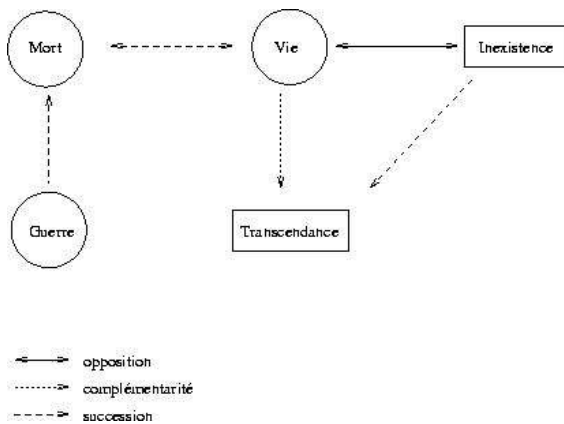 Mort
Vie
Inexistence
Guerre
Transcendance
opposition
complémentarité
succession